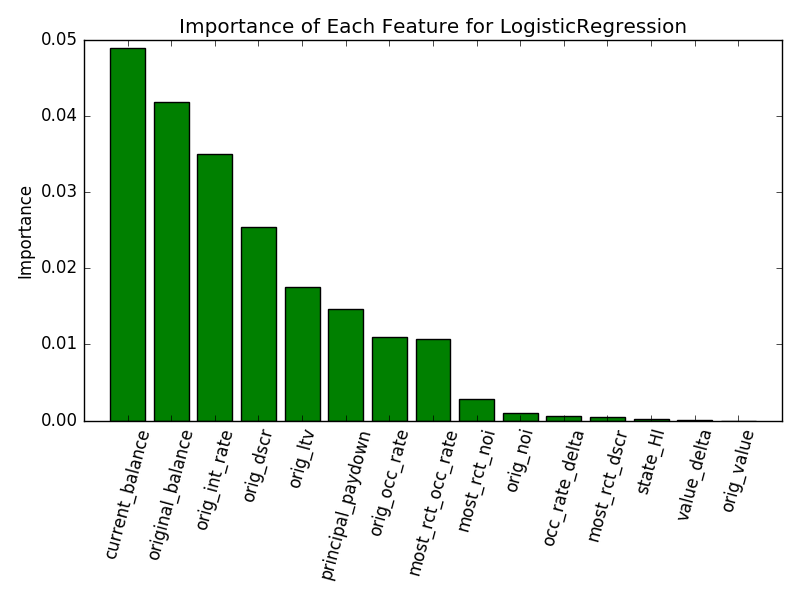 Importance of Each Feature for LogisticRegression
0.05
0.04
0.03
0.02
0.01
0.00
Importance
current_balance
original_balance
orig_int_rate
orig_dscr
orig_ltv
principal_paydown
orig_occ_rate
most_rct_occ_rate
most_rct_noi
orig_noi
occ_rate_delta
most_rct_dscr
state_HI
value_delta
orig_value